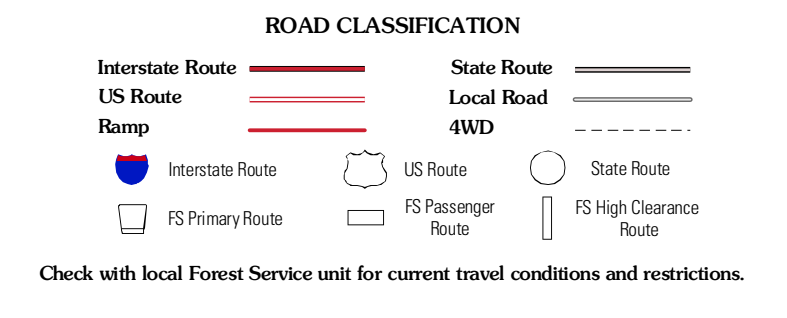 ROAD CLASSIFICATION
Interstate Route
State Route
US Route
Local Road
Ramp
4WD
Interstate Route
US Route
State Route
FS Primary Route
FS Passenger
Route
FS High Clearance
Route
Check with local Forest Service unit for current travel conditions and restrictions.